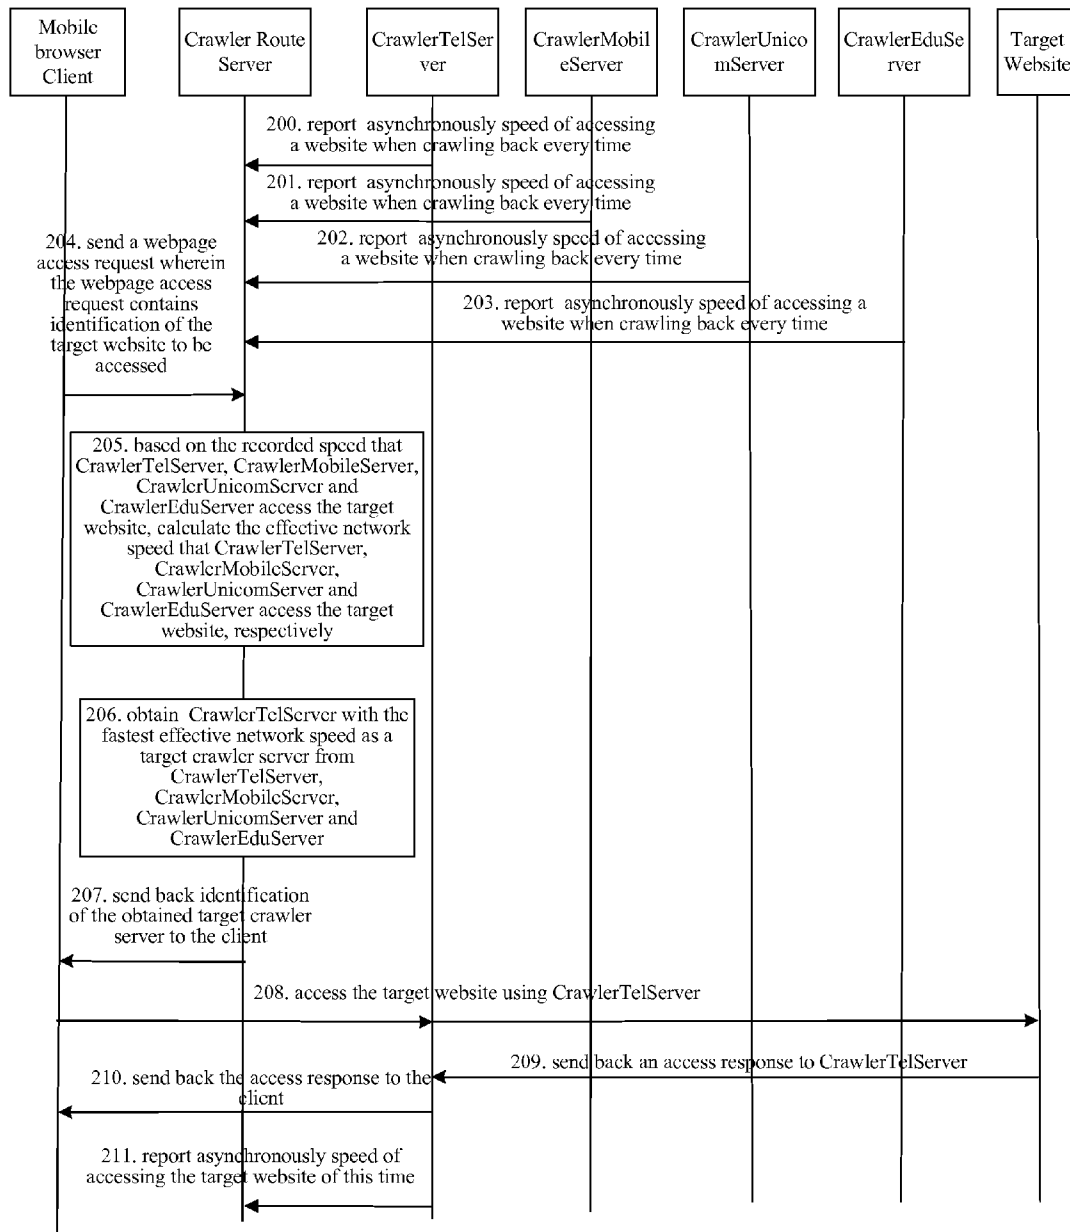 Mobile
browser
Client
Crawler Route
Server
CrawlerTelSer
ver
CrawlerMobil
eServer
CrawlerUnico
mServer
CrawlerEduSe
rver
Target
Website
200. report asynchronously speed of accessing
a website when crawling back every time
201. report asynchronously speed of accessing
a website when crawling back every time
202. report asynchronously speed of accessing
a website when crawling back every time
203. report asynchronously speed of accessing a
website when crawling back every time
204. send a webpage
access request wherein
the webpage access
request contains
identification of the
target website to be
accessed
205. based on the recorded speed that
CrawlerTelServer, CrawlerMobileServer,
CrawlerUnicomServer and
CrawlerEduServer access the target
website, calculate the effective network
speed that CrawlerTelServer,
CrawlerMobileServer,
CrawlerUnicomServer and
CrawlerEduServer access the target
website, respectively
206. obtain CrawlerTelServer with the
fastest effective network speed as a
target crawler server from
CrawlerTelServer,
CrawlerMobileServer,
CrawlerUnicomServer and
CrawlerEduServer
207. send back identification
of the obtained target crawler
server to the client
208. access the target website using CrawlerTelServer
209. send back an access response to CrawlerTelServer
210. send back the access response to the
client
211. report asynchronously speed of
accessing the target website of this time